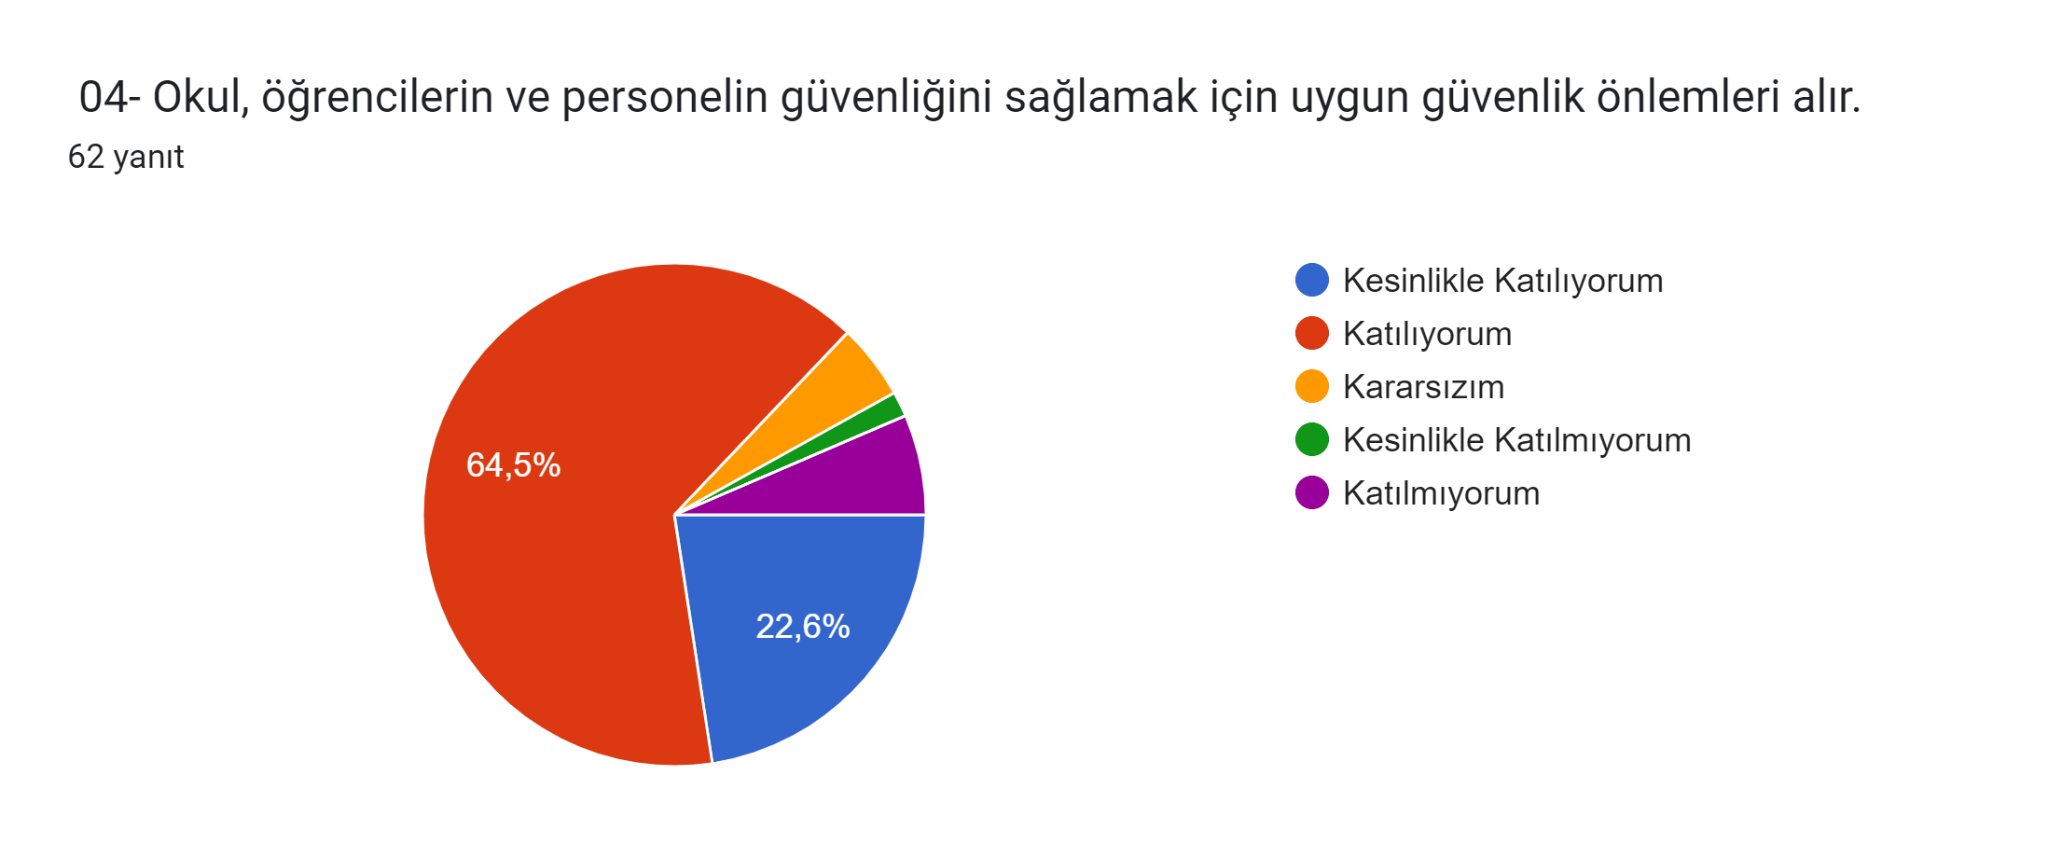 04- Okul, öğrencilerin ve personelin güvenliğini sağlamak için uygun güvenlik önlemleri alır.
62 yanıt
64,5%
22,6%
Kesinlikle Katılıyorum
Katılıyorum
Kararsızım
Kesinlikle Katılmıyorum
Katılmıyorum